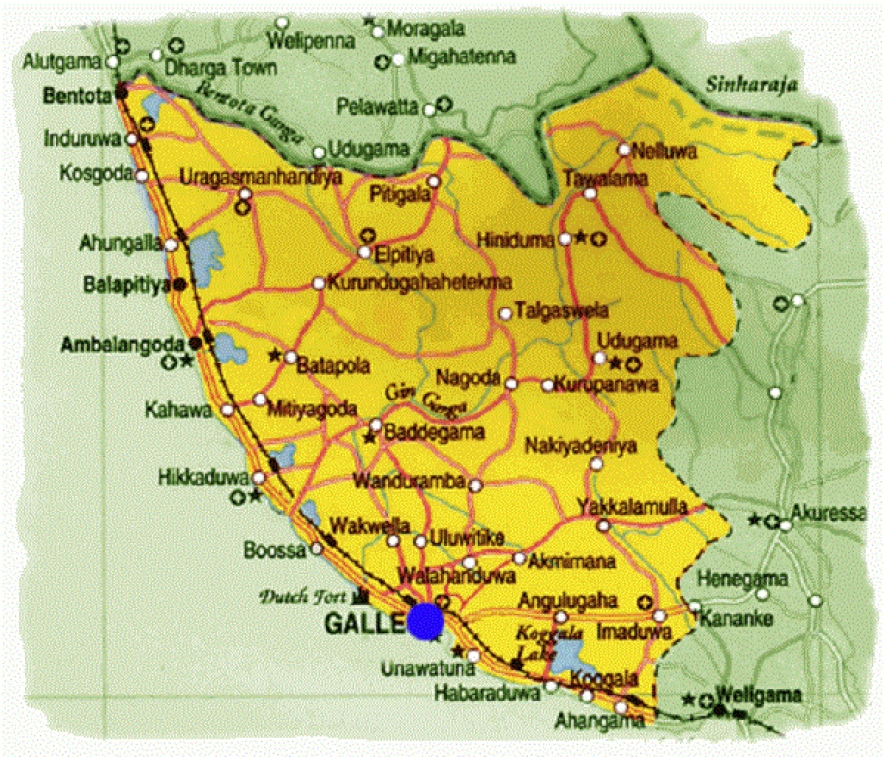 Moragala
Welipenna
Alutgama
Dharga Town
Migahatenna
Sinharaja
Bentota
Bentota Ganga
Pelawatta
Induruwa
Udugama
Nelluwa
Kosgoda
Uragasmanhandiya
Pitigala
Tawalama
Ahungalla
Elpitiya
Hiniduma
Balapitiya
Kurundugahahetekma
Talgaswela
Ambalangoda
Udugama
Batapola
Nagoda
Kurupanawa
Gin Ganga
Kahawa
Mitiyagoda
Baddegama
Nakiyadeniya
Hikkaduwa
Wanduramba
Yakkalamulla
Akuressa
Wakwella
Uluwitike
Boossa
Walahanduwa
Akmimana
Henegama
Dutch Fort
Angulugaha
GALLE
Imaduwa
Kananke
Koggala
Lake
Unawatuna
Koogala
Habaraduwa
Weligama
Ahangama